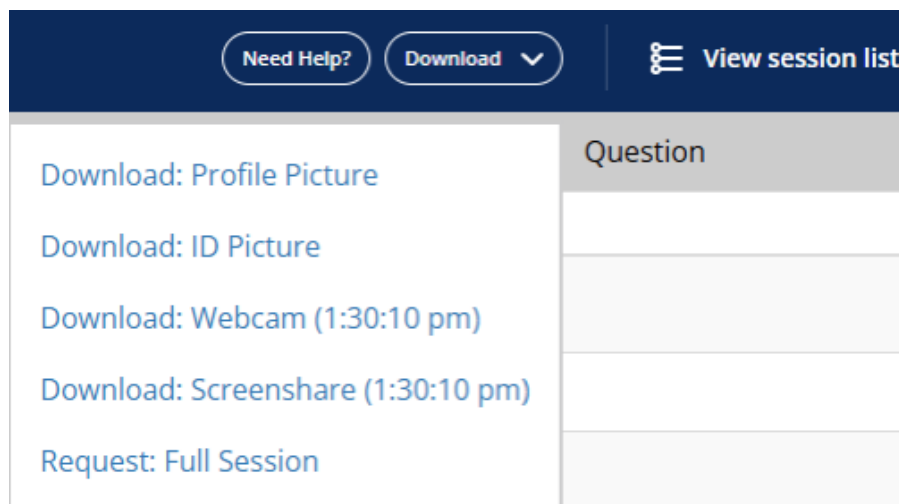 Need Help?
Download
View session list
Question
Download: Profile Picture
Download: ID Picture
Download: Webcam (1:30:10 pm)
Download: Screenshare (1:30:10 pm)
Request: Full Session